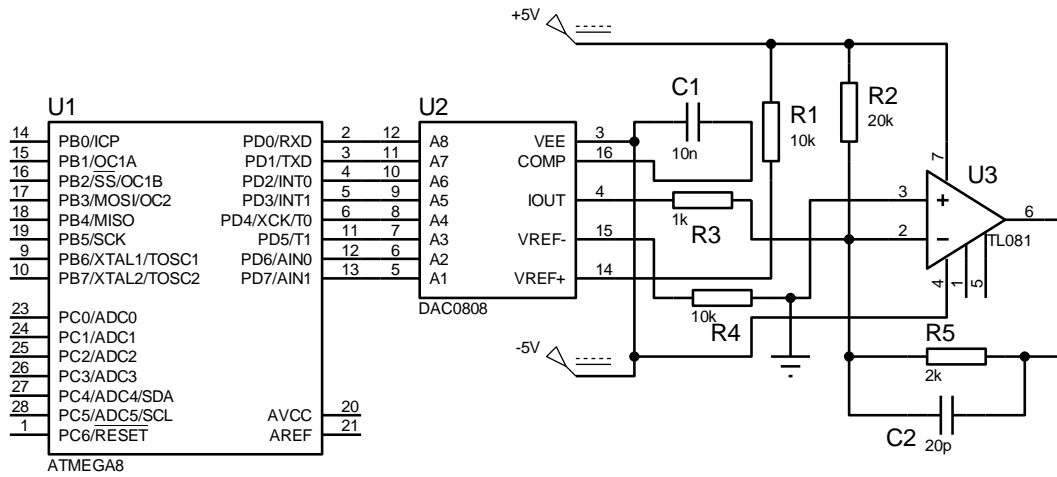 +5V
U1
14 PB0/ICP PD0/RXD 2
15 PB1/OC1A PD1/TXD 3
16 PB2/SS/OC1B PD2/INT0 4
17 PB3/MOSI/OC2 PD3/INT1 5
18 PB4/MISO PD4/XCK/T0 6
19 PB5/SCK PD5/T1 11
9 PB6/XTAL1/TOSC1 PD6/AIN0 12
10 PB7/XTAL2/TOSC2 PD7/AIN1 13
23 PC0/ADC0
24 PC1/ADC1
25 PC2/ADC2
26 PC3/ADC3
27 PC4/ADC4/SDA
28 PC5/ADC5/SCL AVCC 20
1 PC6/RESET AREF 21
ATMEGA8
U2
12 A8 VEE 3
11 A7 COMP 16
10 A6
9 A5 IOUT 4
8 A4
7 A3 VREF- 15
6 A2
5 A1 VREF+ 14
DAC0808
C1
10n
R1
10k
R2
20k
R3
1k
R4
10k
-5V
U3
7
3 +
2 −
6
TL081
4
1
5
R5
2k
C2
20p